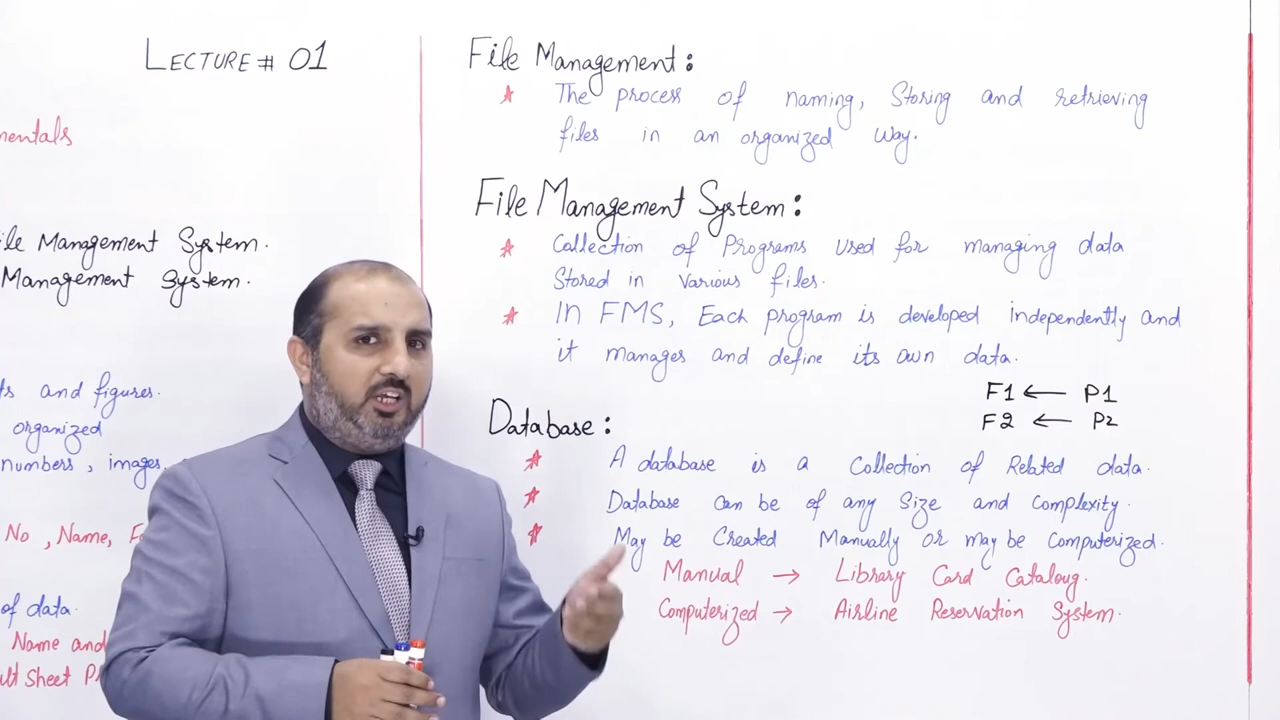 LECTURE # 01
mentals
ile Management System.
Management System.
ts and figures.
organized
numbers, images,
No, Name, Fa
of data.
Name and
ult Sheet P
File Management:
★ The process of naming, Storing and retrieving
files in an organized way.
File Management System:
★ Collection of Programs used for managing data
Stored in Various files.
★ In FMS, Each program is developed independently and
it manages and define its own data.
F1 ← P1
F2 ← P2
Database:
★ A database is a Collection of Related data.
★ Database can be of any Size and Complexity.
★ May be Created Manually or may be Computerized.
Manual → Library Card Cataloug.
Computerized → Airline Reservation System.